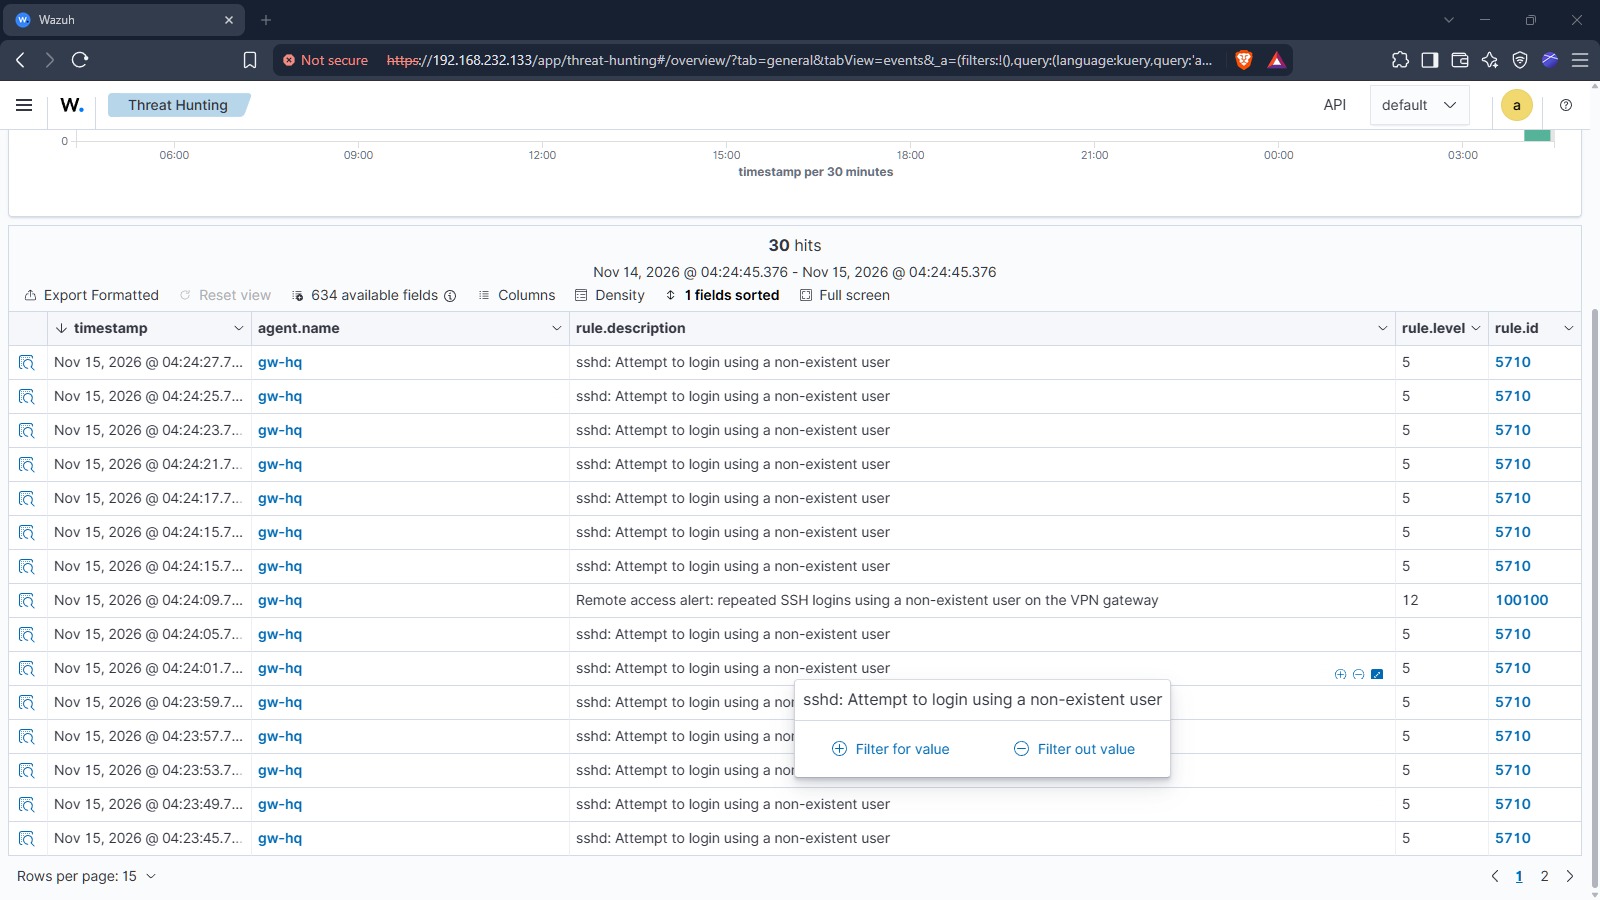 Wazuh
Not secure https://192.168.232.133/app/threat-hunting#/overview/?tab=general&tabView=events&_a=(filters:!(),query:(language:kuery,query:'a...
W. Threat Hunting API default a
0
06:00 09:00 12:00 15:00 18:00 21:00 00:00 03:00
timestamp per 30 minutes
30 hits
Nov 14, 2026 @ 04:24:45.376 - Nov 15, 2026 @ 04:24:45.376
Export Formatted Reset view 634 available fields Columns Density 1 fields sorted Full screen
timestamp agent.name rule.description rule.level rule.id
Nov 15, 2026 @ 04:24:27.7... gw-hq sshd: Attempt to login using a non-existent user 5 5710
Nov 15, 2026 @ 04:24:25.7... gw-hq sshd: Attempt to login using a non-existent user 5 5710
Nov 15, 2026 @ 04:24:23.7... gw-hq sshd: Attempt to login using a non-existent user 5 5710
Nov 15, 2026 @ 04:24:21.7... gw-hq sshd: Attempt to login using a non-existent user 5 5710
Nov 15, 2026 @ 04:24:17.7... gw-hq sshd: Attempt to login using a non-existent user 5 5710
Nov 15, 2026 @ 04:24:15.7... gw-hq sshd: Attempt to login using a non-existent user 5 5710
Nov 15, 2026 @ 04:24:15.7... gw-hq sshd: Attempt to login using a non-existent user 5 5710
Nov 15, 2026 @ 04:24:09.7... gw-hq Remote access alert: repeated SSH logins using a non-existent user on the VPN gateway 12 100100
Nov 15, 2026 @ 04:24:05.7... gw-hq sshd: Attempt to login using a non-existent user 5 5710
Nov 15, 2026 @ 04:24:01.7... gw-hq sshd: Attempt to login using a non-existent user 5 5710
Nov 15, 2026 @ 04:23:59.7... gw-hq sshd: Attempt to login using a no 5 5710
sshd: Attempt to login using a non-existent user
Nov 15, 2026 @ 04:23:57.7... gw-hq sshd: Attempt to login using a no 5 5710
Filter for value Filter out value
Nov 15, 2026 @ 04:23:53.7... gw-hq sshd: Attempt to login using a no 5 5710
Nov 15, 2026 @ 04:23:49.7... gw-hq sshd: Attempt to login using a non-existent user 5 5710
Nov 15, 2026 @ 04:23:45.7... gw-hq sshd: Attempt to login using a non-existent user 5 5710
Rows per page: 15 1 2